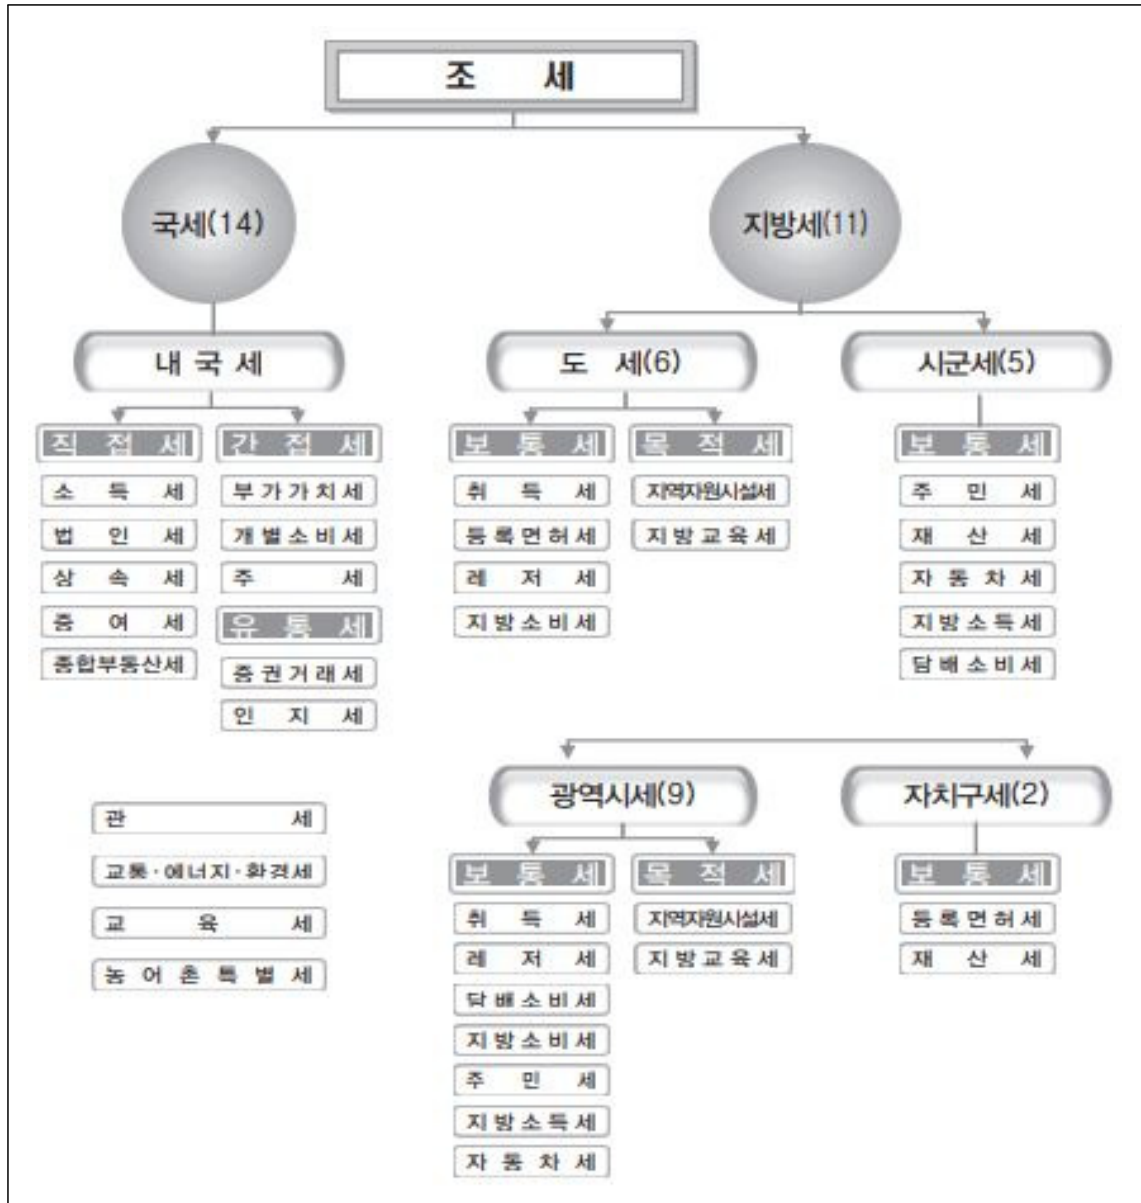 조 세
국세(14)
지방세(11)
내 국 세
직 접 세
소 득 세
법 인 세
상 속 세
증 여 세
종합부동산세
간 접 세
부 가 가 치 세
개 별 소 비 세
주 세
유 통 세
증 권 거 래 세
인 지 세
관 세
교통·에너지·환경세
교 육 세
농 어 촌 특 별 세
도 세(6)
보 통 세
취 득 세
등 록 면 허 세
레 저 세
지 방 소 비 세
목 적 세
지역자원시설세
지 방 교 육 세
시군세(5)
보 통 세
주 민 세
재 산 세
자 동 차 세
지 방 소 득 세
담 배 소 비 세
광역시세(9)
보 통 세
취 득 세
레 저 세
담 배 소 비 세
지 방 소 비 세
주 민 세
지 방 소 득 세
자 동 차 세
목 적 세
지역자원시설세
지 방 교 육 세
자치구세(2)
보 통 세
등 록 면 허 세
재 산 세